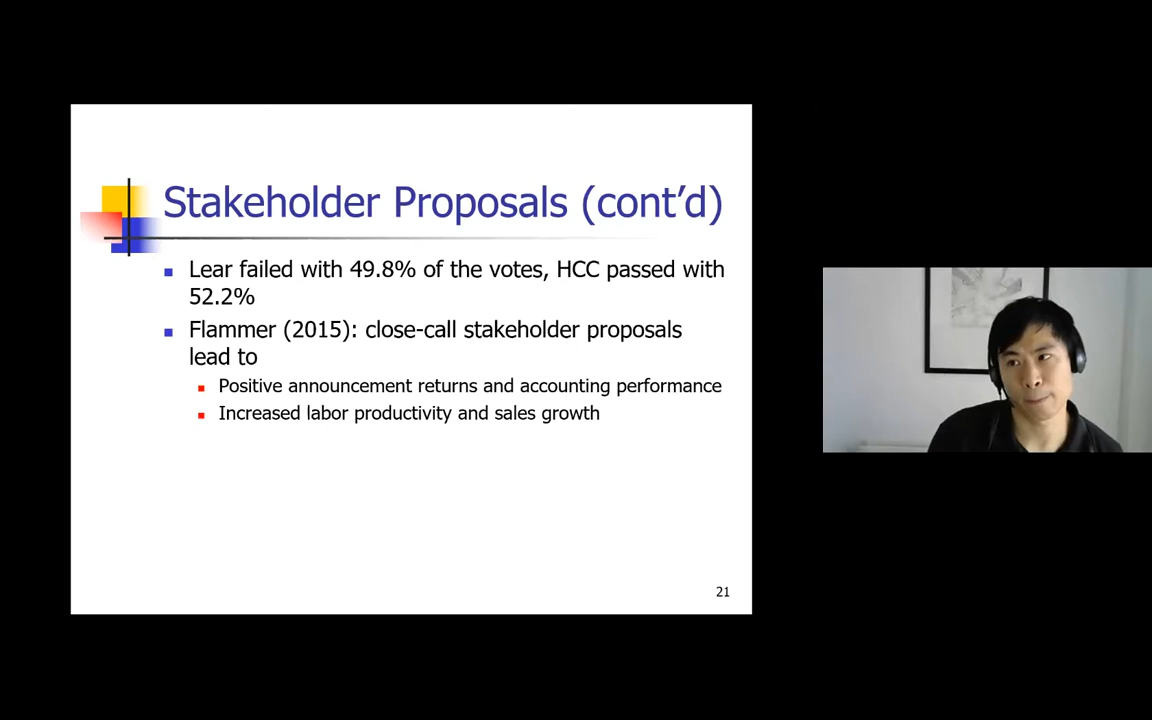 Stakeholder Proposals (cont’d)
Lear failed with 49.8% of the votes, HCC passed with
52.2%
Flammer (2015): close-call stakeholder proposals
lead to
Positive announcement returns and accounting performance
Increased labor productivity and sales growth
21